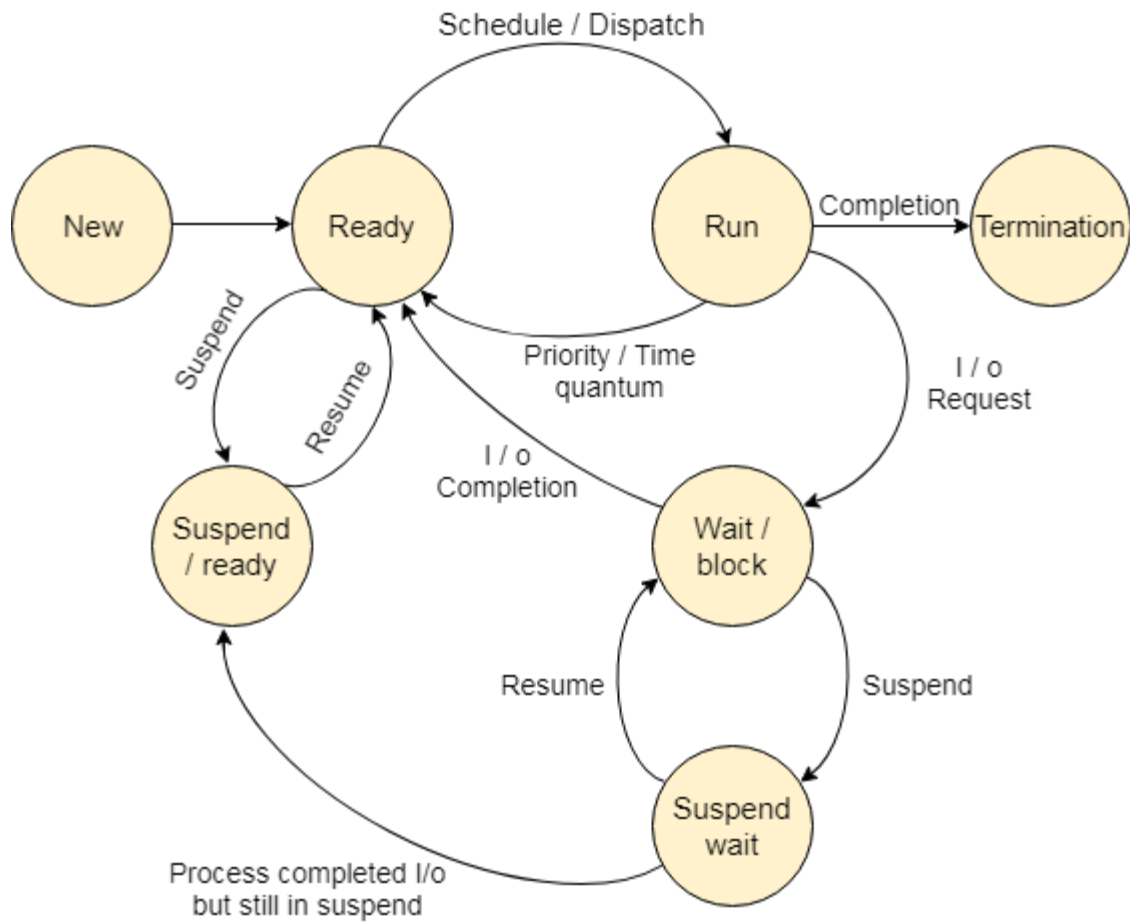 Schedule / Dispatch
New
Ready
Run
Completion
Termination
Suspend
Resume
Priority / Time
quantum
I / o
Request
I / o
Completion
Suspend
/ ready
Wait /
block
Resume
Suspend
Suspend
wait
Process completed I/o
but still in suspend